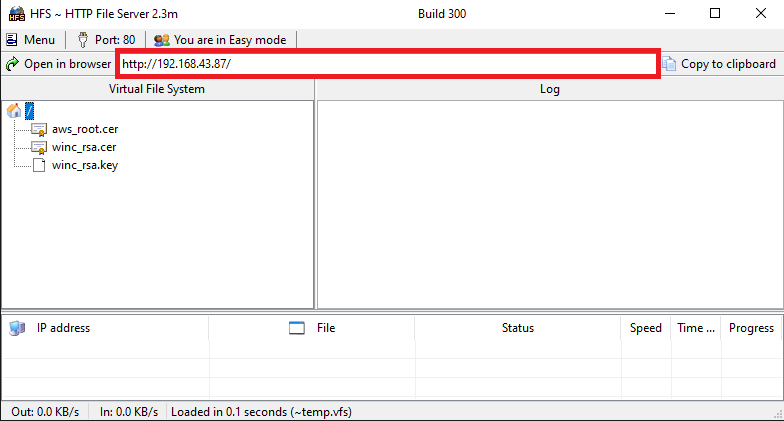 HFS ~ HTTP File Server 2.3m Build 300
Menu Port: 80 You are in Easy mode
Open in browser http://192.168.43.87/ Copy to clipboard
Virtual File System Log
/
aws_root.cer
winc_rsa.cer
winc_rsa.key
IP address File Status Speed Time ... Progress
Out: 0.0 KB/s In: 0.0 KB/s Loaded in 0.1 seconds (~temp.vfs)